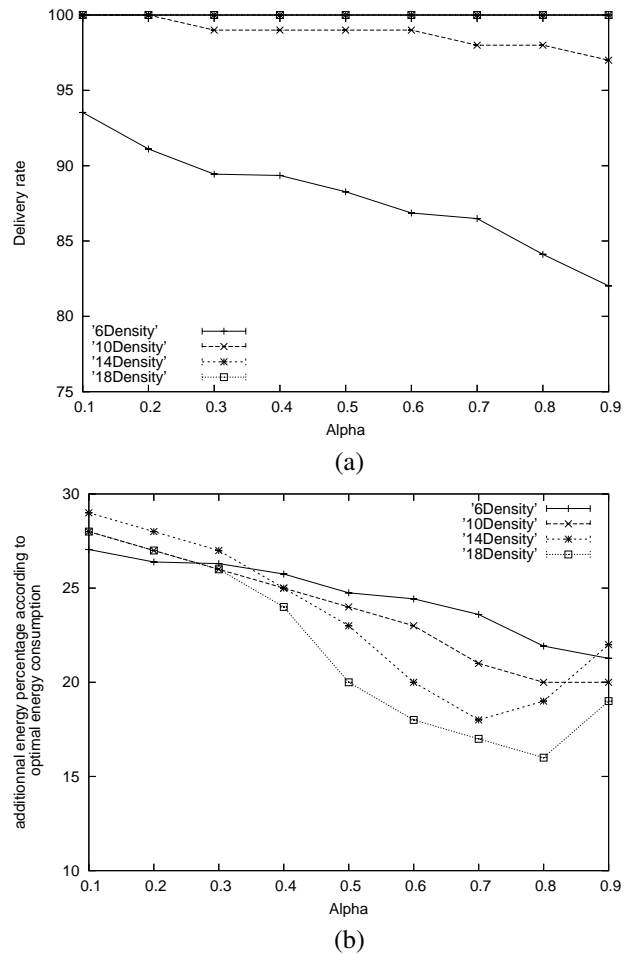 100
95
90
85
80
75
Delivery rate
'6Density'
'10Density'
'14Density'
'18Density'
0.1 0.2 0.3 0.4 0.5 0.6 0.7 0.8 0.9
Alpha
(a)
30
25
20
15
10
additionnal energy percentage according to
optimal energy consumption
'6Density'
'10Density'
'14Density'
'18Density'
0.1 0.2 0.3 0.4 0.5 0.6 0.7 0.8 0.9
Alpha
(b)